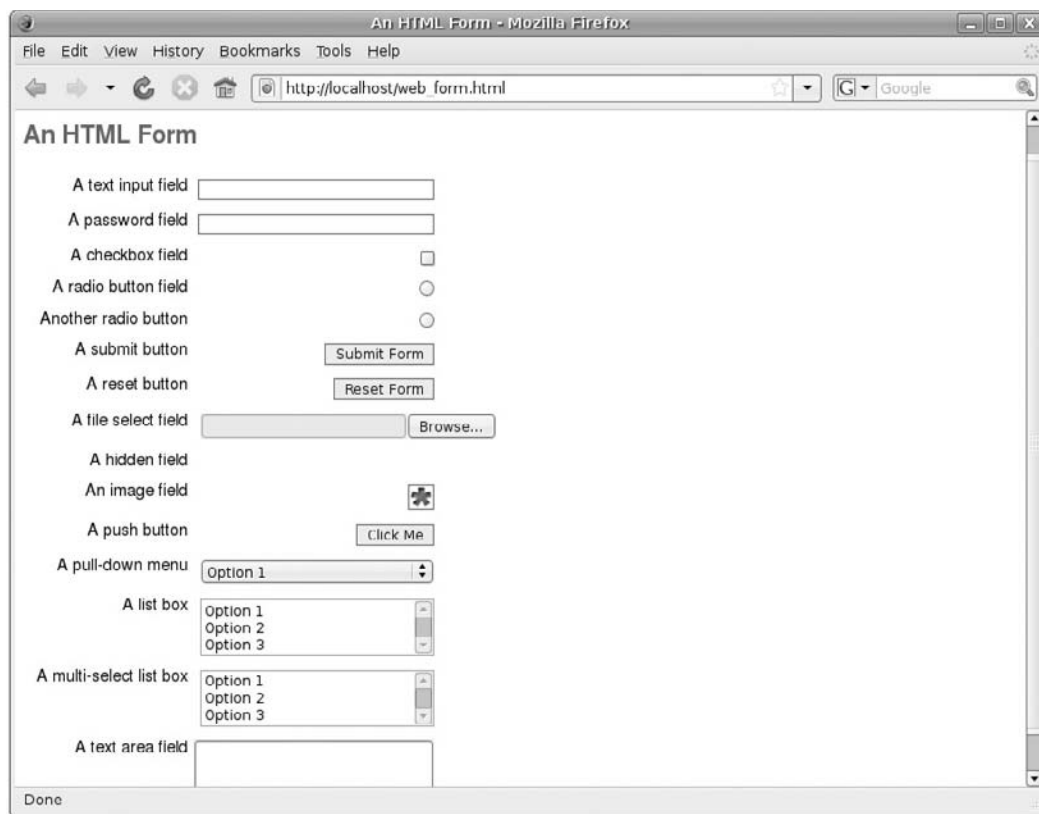 An HTML Form - Mozilla Firefox
File Edit View History Bookmarks Tools Help
http://localhost/web_form.html G Google
An HTML Form
A text input field
A password field
A checkbox field
A radio button field
Another radio button
A submit button Submit Form
A reset button Reset Form
A file select field Browse...
A hidden field
An image field
A push button Click Me
A pull-down menu Option 1
A list box Option 1
Option 2
Option 3
A multi-select list box Option 1
Option 2
Option 3
A text area field
Done